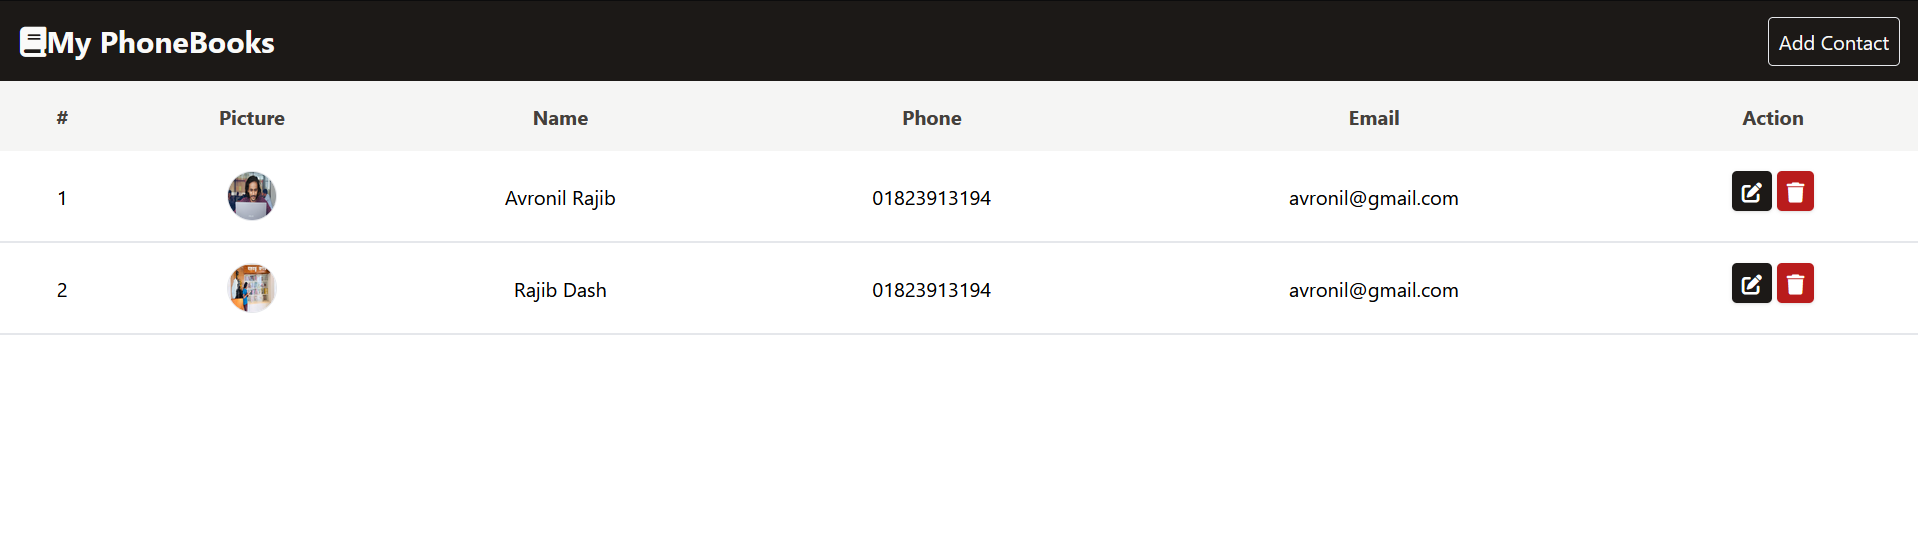 My PhoneBooks Add Contact
# Picture Name Phone Email Action
1 Avronil Rajib 01823913194 avronil@gmail.com
2 Rajib Dash 01823913194 avronil@gmail.com